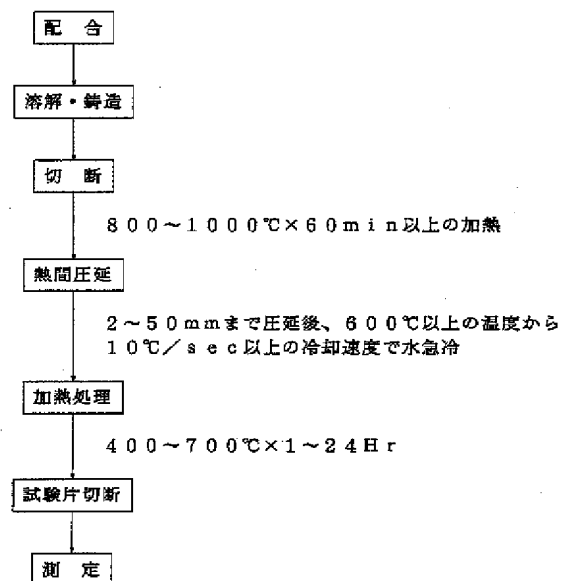 配　合
溶解・鋳造
切　断
８００～１０００℃×６０ｍｉｎ以上の加熱
熱間圧延
２～５０ｍｍまで圧延後、６００℃以上の温度から
１０℃／ｓｅｃ以上の冷却速度で水急冷
加熱処理
４００～７００℃×１～２４Ｈｒ
試験片切断
測　定